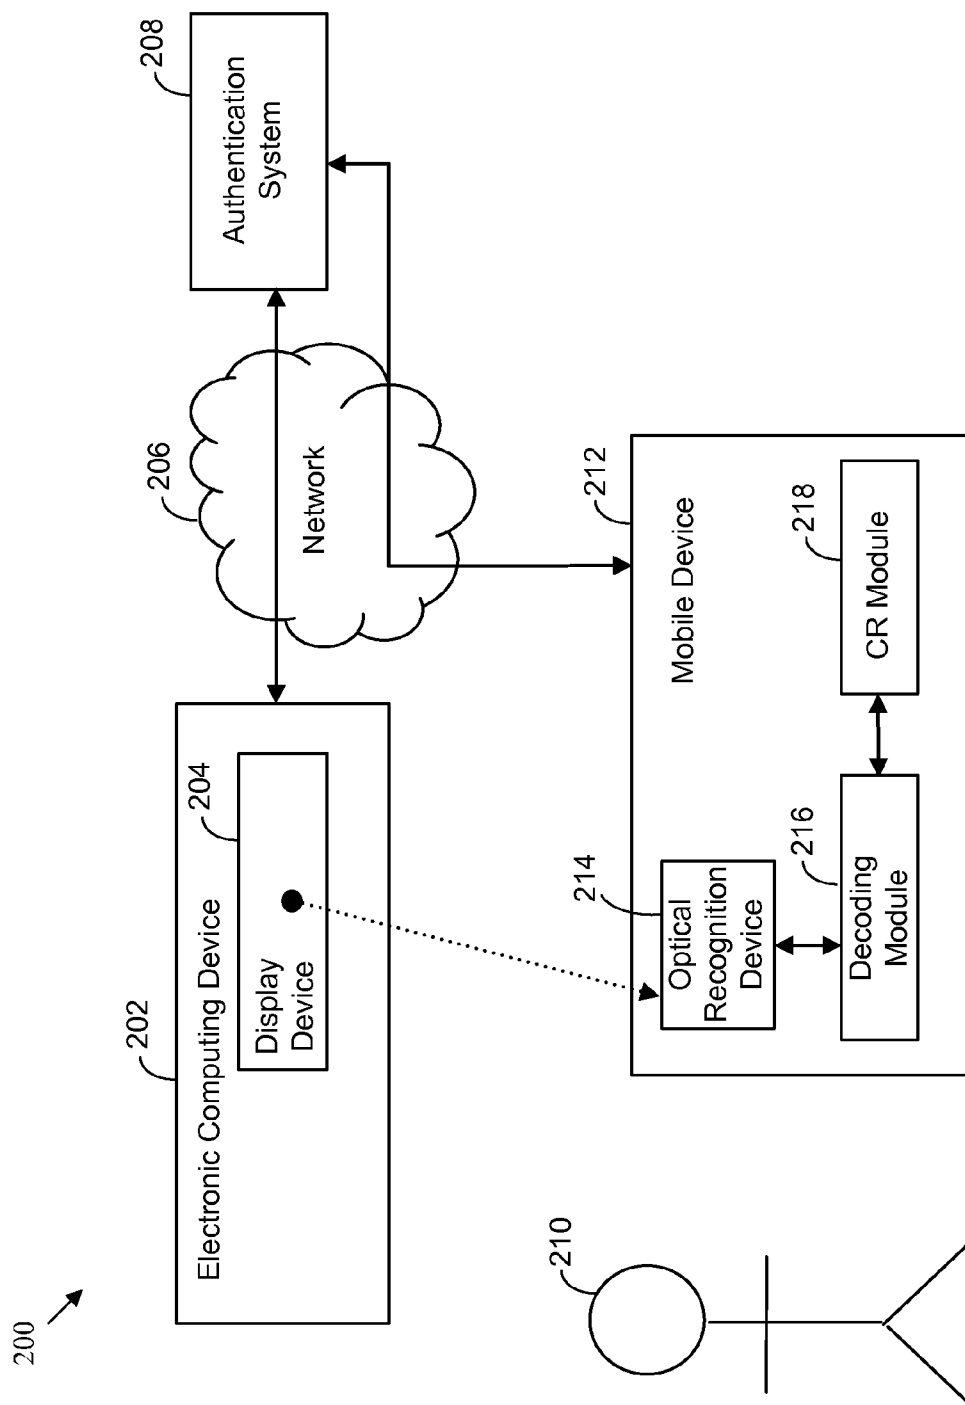 200
202
Electronic Computing Device
204
Display
Device
206
Network
208
Authentication
System
210
212
Mobile Device
214
Optical
Recognition
Device
216
Decoding
Module
218
CR Module